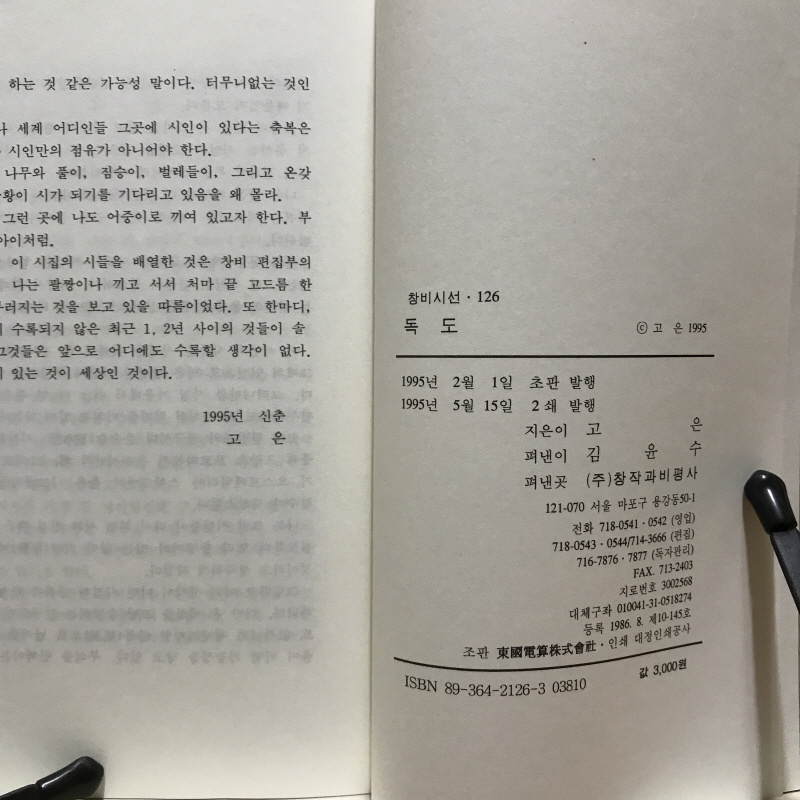 하는 것 같은 가능성 말이다. 터무니없는 것인
세계 어디인들 그곳에 시인이 있다는 축복은
시인만의 점유가 아니어야 한다.
나무와 풀이, 짐승이, 벌레들이, 그리고 온갖
황이 시가 되기를 기다리고 있음을 왜 몰라.
그런 곳에 나도 어중이로 끼여 있고자 한다. 부
아이처럼.
이 시집의 시들을 배열한 것은 창비 편집부의
나는 팔짱이나 끼고 서서 처마 끝 고드름 한
러지는 것을 보고 있을 따름이었다. 또 한마디,
수록되지 않은 최근 1, 2년 사이의 것들이 솔
그것들은 앞으로 어디에도 수록할 생각이 없다.
있는 것이 세상인 것이다.
1995년 신춘
고 은
창비시선 · 126
독 도
ⓒ 고 은 1995
1995년 2월 1일 초판 발행
1995년 5월 15일 2쇄 발행
지은이 고 은
펴낸이 김 윤 수
펴낸곳 (주)창작과비평사
121-070 서울 마포구 용강동50-1
전화 718-0541 · 0542 (영업)
718-0543 · 0544/714-3666 (편집)
716-7876 · 7877 (독자관리)
FAX. 713-2403
지로번호 3002568
대체구좌 010041-31-0518274
등록 1986. 8. 제10-145호
조판 東國電算株式會社 · 인쇄 대정인쇄공사
ISBN 89-364-2126-3 03810
값 3,000원